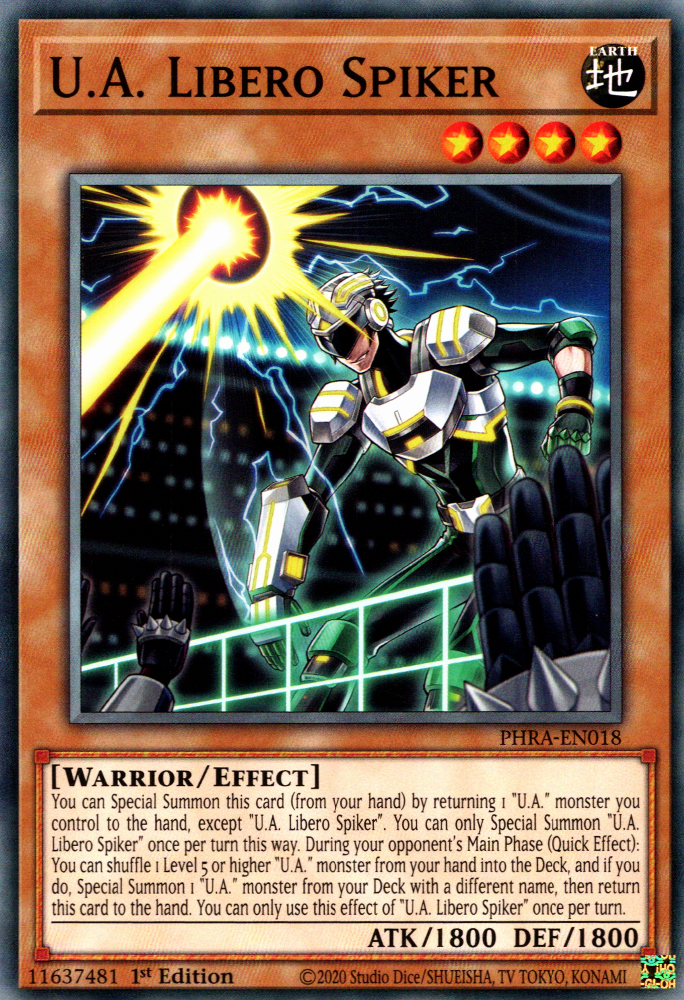 U.A. Libero Spiker
EARTH
地
PHRA-EN018
[Warrior/Effect]
You can Special Summon this card (from your hand) by returning 1 "U.A." monster you
control to the hand, except "U.A. Libero Spiker". You can only Special Summon "U.A.
Libero Spiker" once per turn this way. During your opponent's Main Phase (Quick Effect):
You can shuffle 1 Level 5 or higher "U.A." monster from your hand into the Deck, and if you
do, Special Summon 1 "U.A." monster from your Deck with a different name, then return
this card to the hand. You can only use this effect of "U.A. Libero Spiker" once per turn.
ATK/1800 DEF/1800
11637481 1st Edition ©2020 Studio Dice/SHUEISHA, TV TOKYO, KONAMI